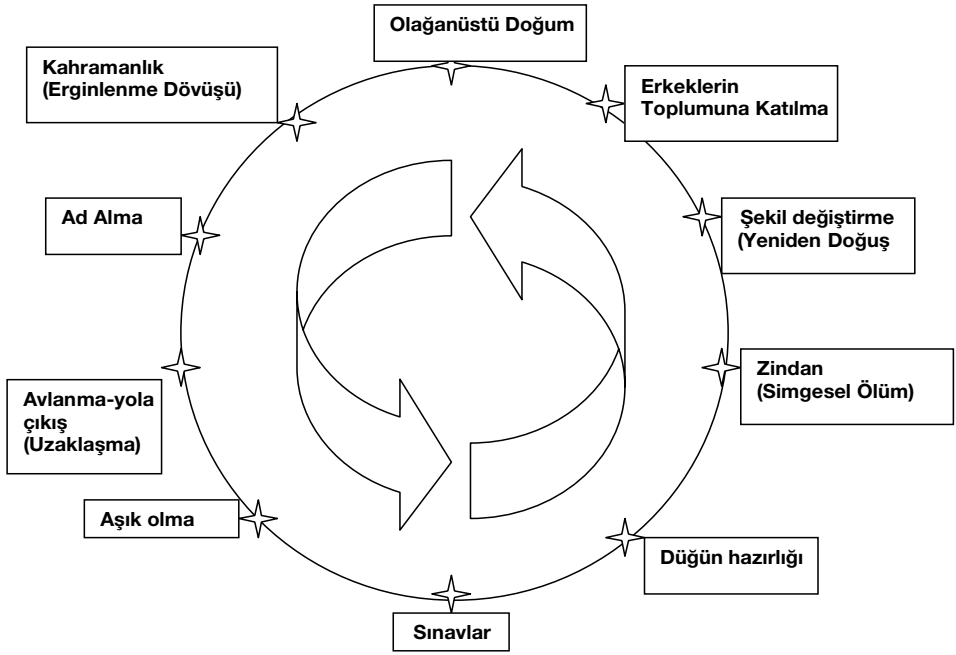 Olağanüstü Doğum
Kahramanlık
(Erginlenme Dövüşü)
Erkeklerin
Toplumuna Katılma
Ad Alma
Şekil değiştirme
(Yeniden Doğuş
Avlanma-yola
çıkış
(Uzaklaşma)
Zindan
(Simgesel Ölüm)
Aşık olma
Düğün hazırlığı
Sınavlar